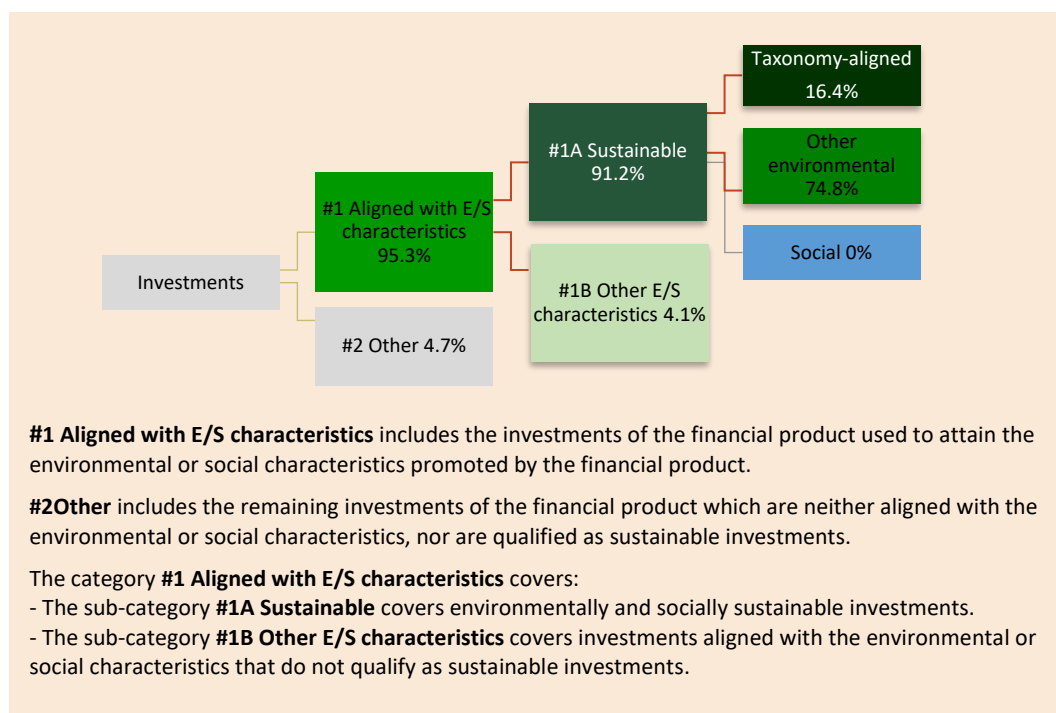 Taxonomy-aligned
16.4%
#1A Sustainable
91.2%
Other
environmental
74.8%
#1 Aligned with E/S
characteristics
95.3%
Social 0%
Investments
#1B Other E/S
characteristics 4.1%
#2 Other 4.7%
#1 Aligned with E/S characteristics includes the investments of the financial product used to attain the
environmental or social characteristics promoted by the financial product.
#2Other includes the remaining investments of the financial product which are neither aligned with the
environmental or social characteristics, nor are qualified as sustainable investments.
The category #1 Aligned with E/S characteristics covers:
- The sub-category #1A Sustainable covers environmentally and socially sustainable investments.
- The sub-category #1B Other E/S characteristics covers investments aligned with the environmental or
social characteristics that do not qualify as sustainable investments.